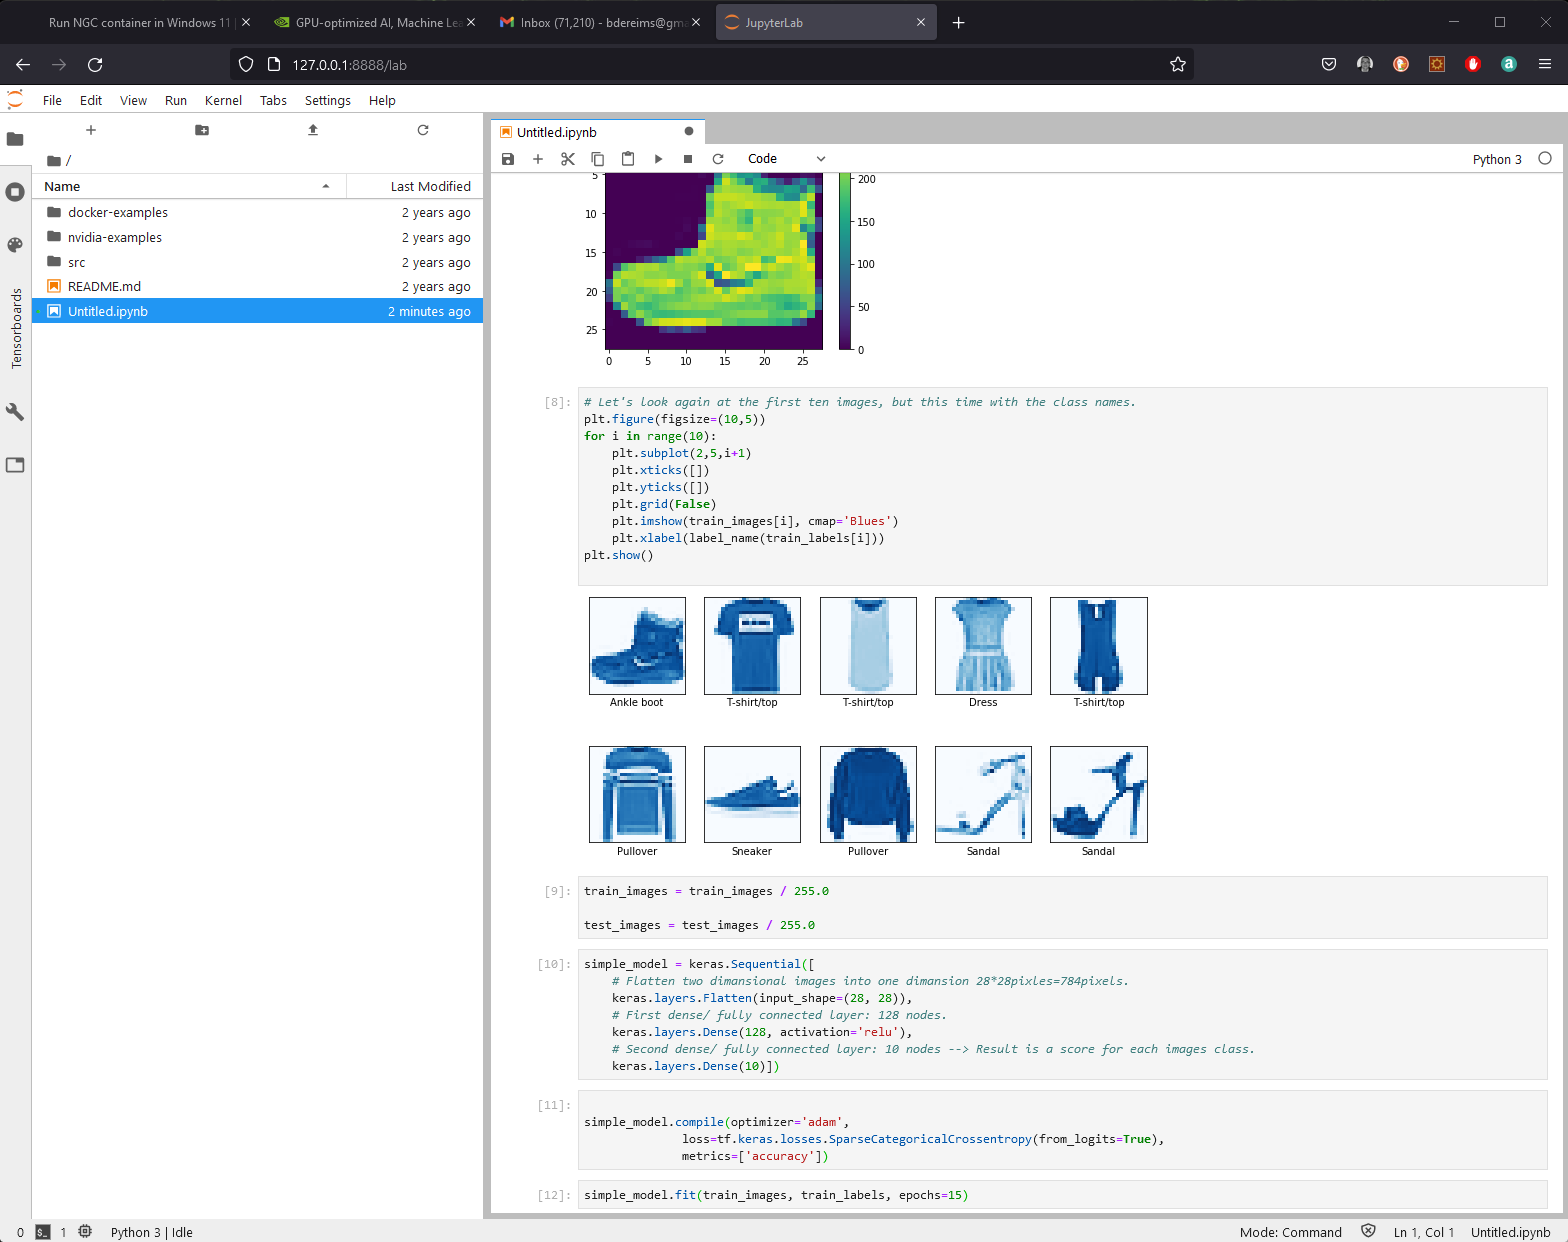 Run NGC container in Windows 11 |
GPU-optimized AI, Machine Lea
Inbox (71,210) - bdereims@gma
JupyterLab
127.0.0.1:8888/lab
File Edit View Run Kernel Tabs Settings Help
/
Name Last Modified
docker-examples 2 years ago
nvidia-examples 2 years ago
src 2 years ago
README.md 2 years ago
Untitled.ipynb 2 minutes ago
Tensorboards
Untitled.ipynb
Code
Python 3
5
10
15
20
25
0 5 10 15 20 25
200
150
100
50
0
[8]:
# Let's look again at the first ten images, but this time with the class names.
plt.figure(figsize=(10,5))
for i in range(10):
    plt.subplot(2,5,i+1)
    plt.xticks([])
    plt.yticks([])
    plt.grid(False)
    plt.imshow(train_images[i], cmap='Blues')
    plt.xlabel(label_name(train_labels[i]))
plt.show()
Ankle boot T-shirt/top T-shirt/top Dress T-shirt/top
Pullover Sneaker Pullover Sandal Sandal
[9]:
train_images = train_images / 255.0
test_images = test_images / 255.0
[10]:
simple_model = keras.Sequential([
    # Flatten two dimansional images into one dimansion 28*28pixles=784pixels.
    keras.layers.Flatten(input_shape=(28, 28)),
    # First dense/ fully connected layer: 128 nodes.
    keras.layers.Dense(128, activation='relu'),
    # Second dense/ fully connected layer: 10 nodes --> Result is a score for each images class.
    keras.layers.Dense(10)])
[11]:
simple_model.compile(optimizer='adam',
              loss=tf.keras.losses.SparseCategoricalCrossentropy(from_logits=True),
              metrics=['accuracy'])
[12]:
simple_model.fit(train_images, train_labels, epochs=15)
0 $_ 1 Python 3 | Idle Mode: Command Ln 1, Col 1 Untitled.ipynb